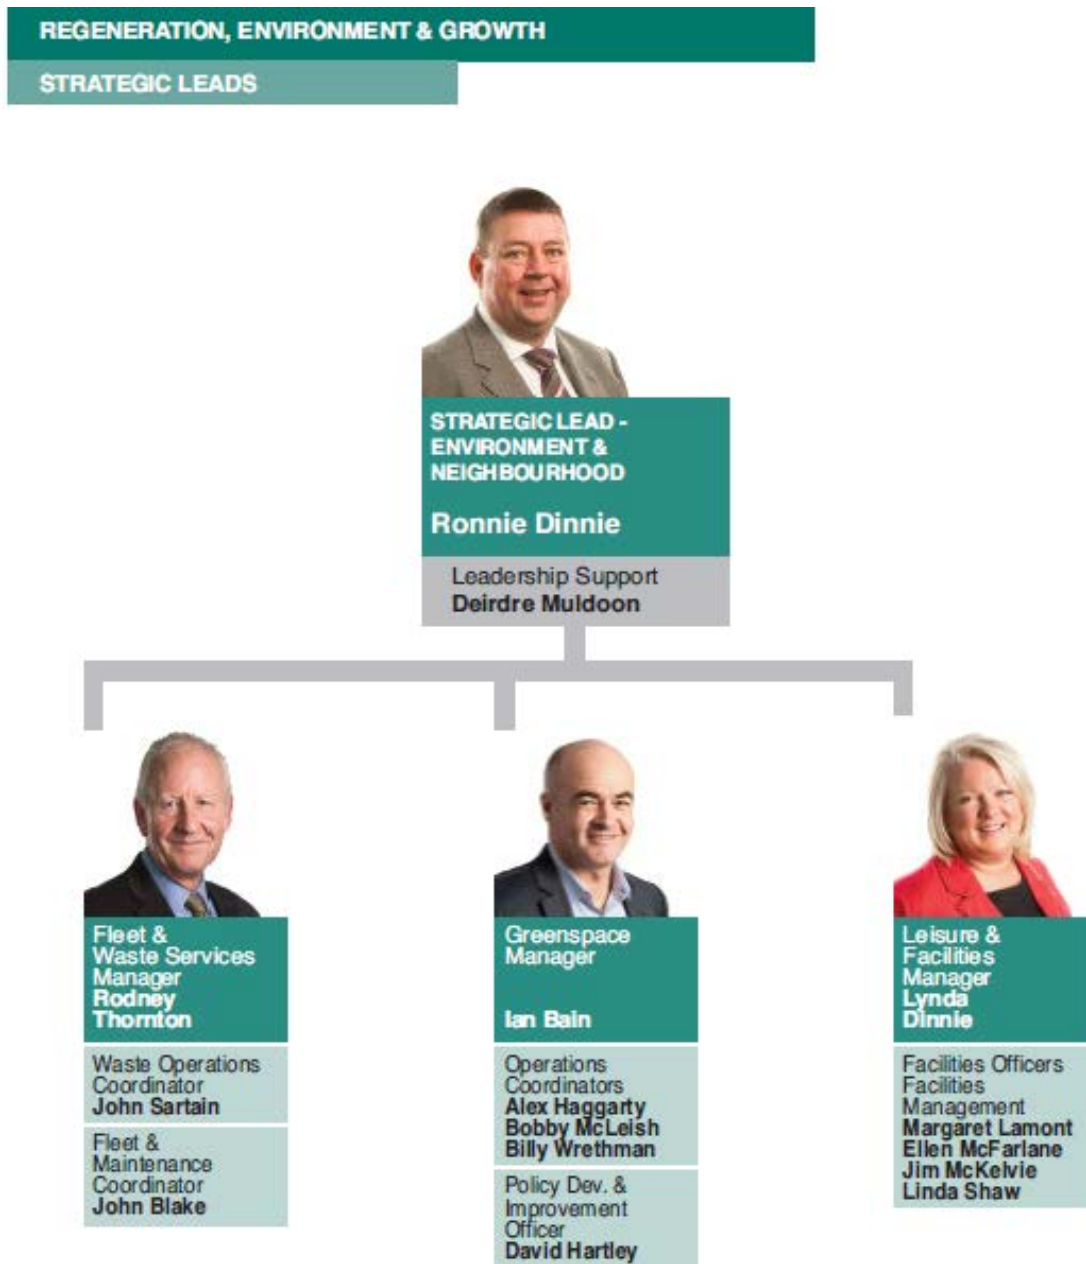 REGENERATION, ENVIRONMENT & GROWTH
STRATEGIC LEADS
STRATEGIC LEAD -
ENVIRONMENT &
NEIGHBOURHOOD
Ronnie Dinnie
Leadership Support
Deirdre Muldoon
Fleet &
Waste Services
Manager
Rodney
Thornton
Waste Operations
Coordinator
John Sartain
Fleet &
Maintenance
Coordinator
John Blake
Greenspace
Manager
Ian Bain
Operations
Coordinators
Alex Haggarty
Bobby McLeish
Billy Wrethman
Policy Dev. &
Improvement
Officer
David Hartley
Leisure &
Facilities
Manager
Lynda
Dinnie
Facilities Officers
Facilities
Management
Margaret Lamont
Ellen McFarlane
Jim McKelvie
Linda Shaw